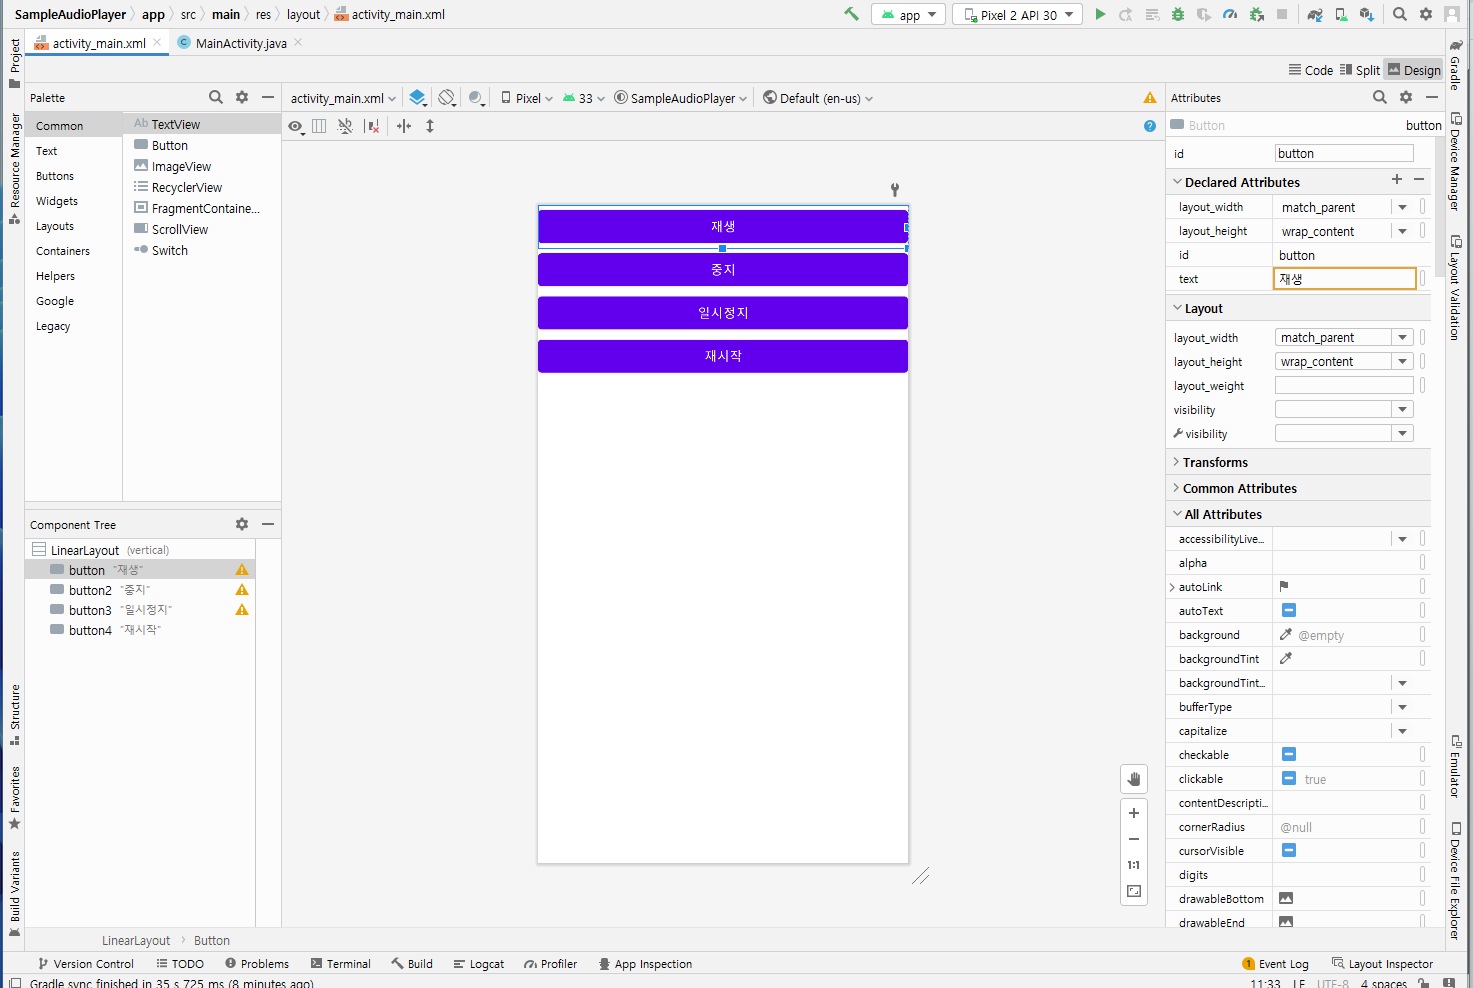 SampleAudioPlayer app src main res layout activity_main.xml
app
Pixel 2 API 30
activity_main.xml
MainActivity.java
Code Split Design
Project
Resource Manager
Structure
Favorites
Build Variants
Palette
Common
Text
Buttons
Widgets
Layouts
Containers
Helpers
Google
Legacy
Ab TextView
Button
ImageView
RecyclerView
FragmentContaine...
ScrollView
Switch
Component Tree
LinearLayout (vertical)
button "재생"
button2 "중지"
button3 "일시정지"
button4 "재시작"
activity_main.xml
Pixel
33
SampleAudioPlayer
Default (en-us)
재생
중지
일시정지
재시작
1:1
Attributes
Button button
id button
Declared Attributes
layout_width match_parent
layout_height wrap_content
id button
text 재생
Layout
layout_width match_parent
layout_height wrap_content
layout_weight
visibility
visibility
Transforms
Common Attributes
All Attributes
accessibilityLive...
alpha
autoLink
autoText
background @empty
backgroundTint
backgroundTint...
bufferType
capitalize
checkable
clickable true
contentDescripti...
cornerRadius @null
cursorVisible
digits
drawableBottom
drawableEnd
Gradle
Device Manager
Layout Validation
Emulator
Device File Explorer
LinearLayout Button
Version Control TODO Problems Terminal Build Logcat Profiler App Inspection
1 Event Log Layout Inspector
Gradle sync finished in 35 s 725 ms (8 minutes ago)
11:33 LF UTF-8 4 spaces